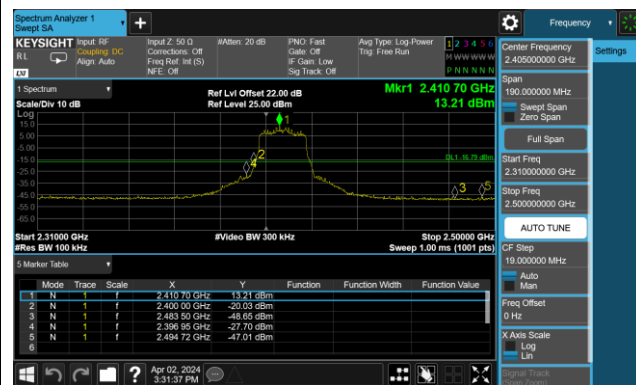 Spectrum Analyzer 1
Swept SA
Frequency
KEYSIGHT
RL
LXI
Input: RF
Coupling: DC
Align: Auto
Input Z: 50 Ω
Corrections: Off
Freq Ref: Int (S)
NFE: Off
#Atten: 20 dB
PNO: Fast
Gate: Off
IF Gain: Low
Sig Track: Off
Avg Type: Log-Power
Trig: Free Run
1 2 3 4 5 6
M W W W W W
P N N N N N
Settings
Center Frequency
2.405000000 GHz
Span
190.000000 MHz
Swept Span
Zero Span
Full Span
Start Freq
2.310000000 GHz
Stop Freq
2.500000000 GHz
AUTO TUNE
CF Step
19.000000 MHz
Auto
Man
Freq Offset
0 Hz
X Axis Scale
Log
Lin
Signal Track
(Span Zoom)
1 Spectrum
Scale/Div 10 dB
Ref Lvl Offset 22.00 dB
Ref Level 25.00 dBm
Mkr1 2.410 70 GHz
13.21 dBm
Log
15.0
5.00
-5.00
-15.0
-25.0
-35.0
-45.0
-55.0
-65.0
1
2
4
3
5
DL1 -16.79 dBm
Start 2.31000 GHz
#Res BW 100 kHz
#Video BW 300 kHz
Stop 2.50000 GHz
Sweep 1.00 ms (1001 pts)
5 Marker Table
Mode Trace Scale X Y Function Function Width Function Value
1 N 1 f 2.410 70 GHz 13.21 dBm
2 N 1 f 2.400 00 GHz -20.03 dBm
3 N 1 f 2.483 50 GHz -48.65 dBm
4 N 1 f 2.396 95 GHz -27.70 dBm
5 N 1 f 2.494 72 GHz -47.01 dBm
6
?
Apr 02, 2024
3:31:37 PM